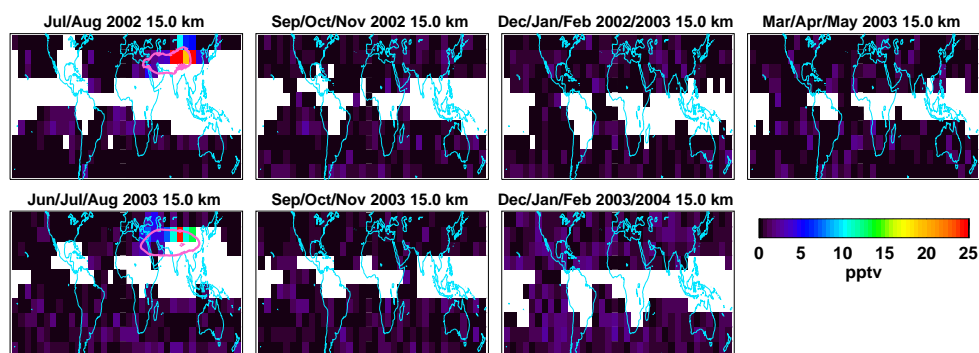 Jul/Aug 2002 15.0 km
Sep/Oct/Nov 2002 15.0 km
Dec/Jan/Feb 2002/2003 15.0 km
Mar/Apr/May 2003 15.0 km
Jun/Jul/Aug 2003 15.0 km
Sep/Oct/Nov 2003 15.0 km
Dec/Jan/Feb 2003/2004 15.0 km
0 5 10 15 20 25
pptv